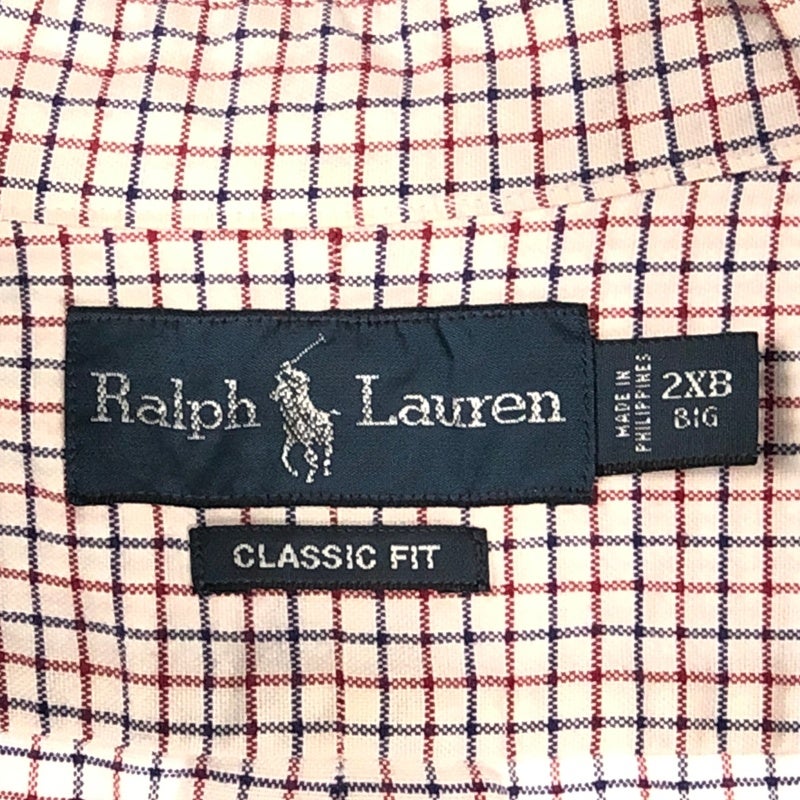 Ralph Lauren
MADE IN
PHILIPPINES
2XB
BIG
CLASSIC FIT